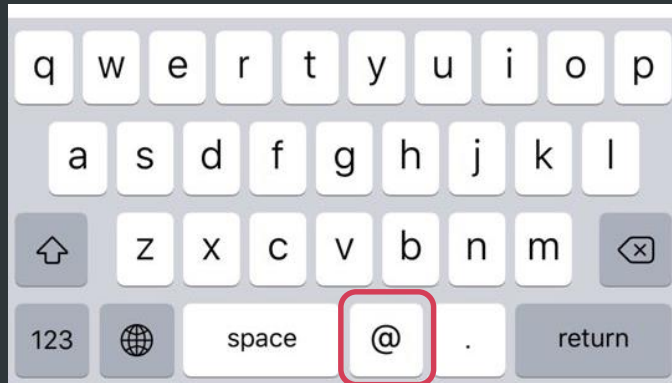 q w e r t y u i o p
a s d f g h j k l
z x c v b n m
123 space @ . return